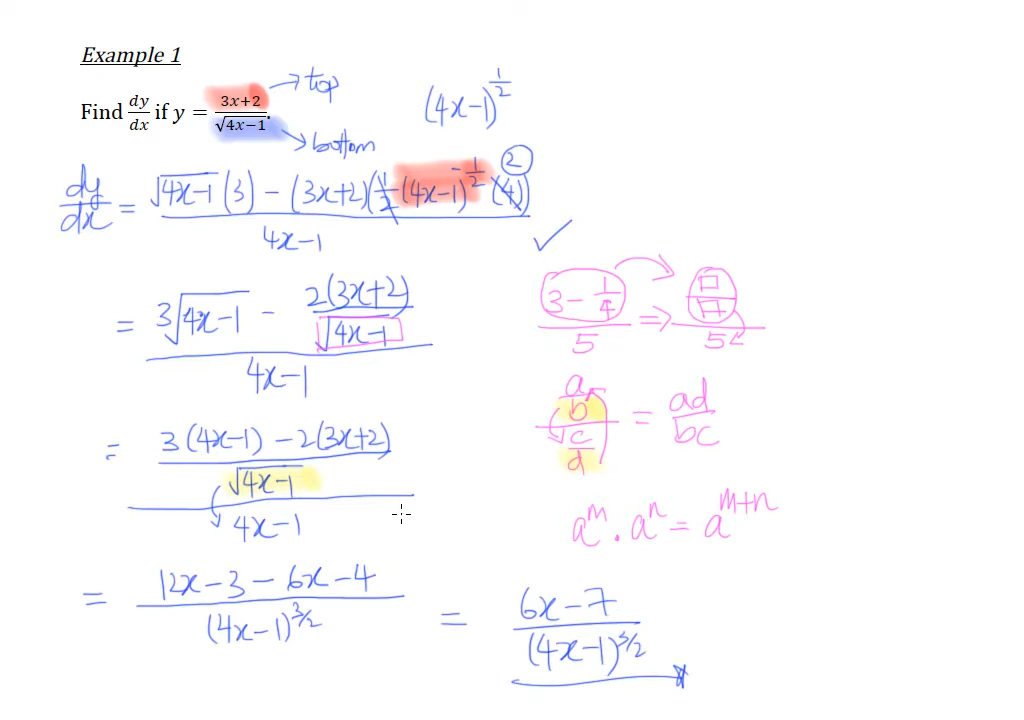 Example 1
Find dy/dx if y = (3x+2)/√(4x−1).
→ top
→ bottom
(4x−1)^(1/2)
dy/dx = (√(4x−1) (3) − (3x+2)(1/2 (4x−1)^(−1/2) (4)))/(4x−1) ✓
2
= (3√(4x−1) − 2(3x+2)/√(4x−1))/(4x−1)
(3 − 1/4)/5 ⇒ (□/□)/5
= ((3(4x−1) − 2(3x+2))/√(4x−1))/(4x−1)
(a/b)/(c/d) = ad/bc
a^m . a^n = a^(m+n)
= (12x − 3 − 6x − 4)/(4x−1)^(3/2) = (6x − 7)/(4x−1)^(3/2)